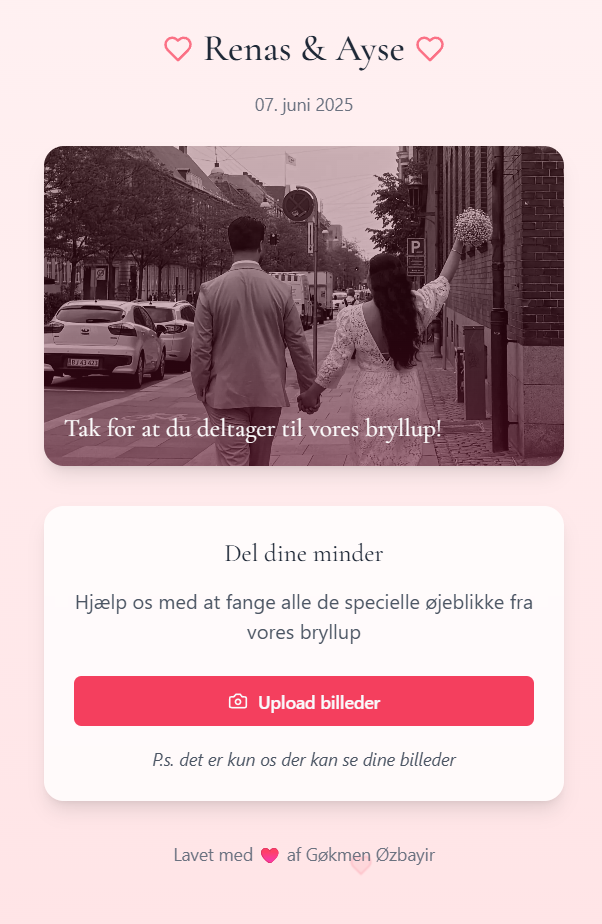 Renas & Ayse
07. juni 2025
P
Tak for at du deltager til vores bryllup!
Del dine minder
Hjælp os med at fange alle de specielle øjeblikke fra
vores bryllup
Upload billeder
P.s. det er kun os der kan se dine billeder
Lavet med ❤ af Gøkmen Øzbayir